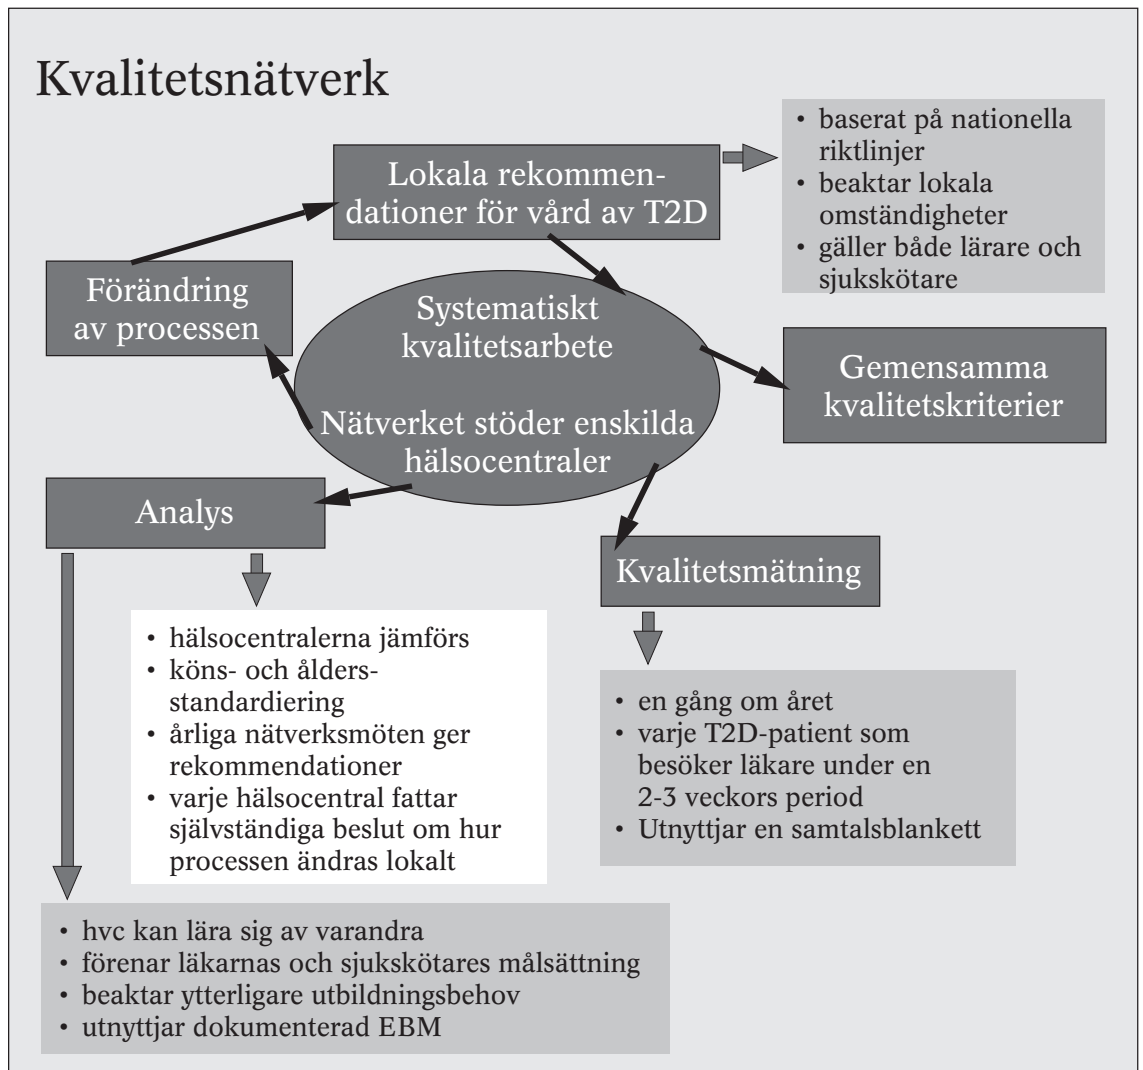 Kvalitetsnätverk
Lokala rekommen-
dationer för vård av T2D
• baserat på nationella
riktlinjer
• beaktar lokala
omständigheter
• gäller både lärare och
sjukskötare
Förändring
av processen
Systematiskt
kvalitetsarbete
Nätverket stöder enskilda
hälsocentraler
Gemensamma
kvalitetskriterier
Analys
Kvalitetsmätning
• hälsocentralerna jämförs
• köns- och ålders-
standardiering
• årliga nätverksmöten ger
rekommendationer
• varje hälsocentral fattar
självständiga beslut om hur
processen ändras lokalt
• en gång om året
• varje T2D-patient som
besöker läkare under en
2-3 veckors period
• Utnyttjar en samtalsblankett
• hvc kan lära sig av varandra
• förenar läkarnas och sjukskötares målsättning
• beaktar ytterligare utbildningsbehov
• utnyttjar dokumenterad EBM